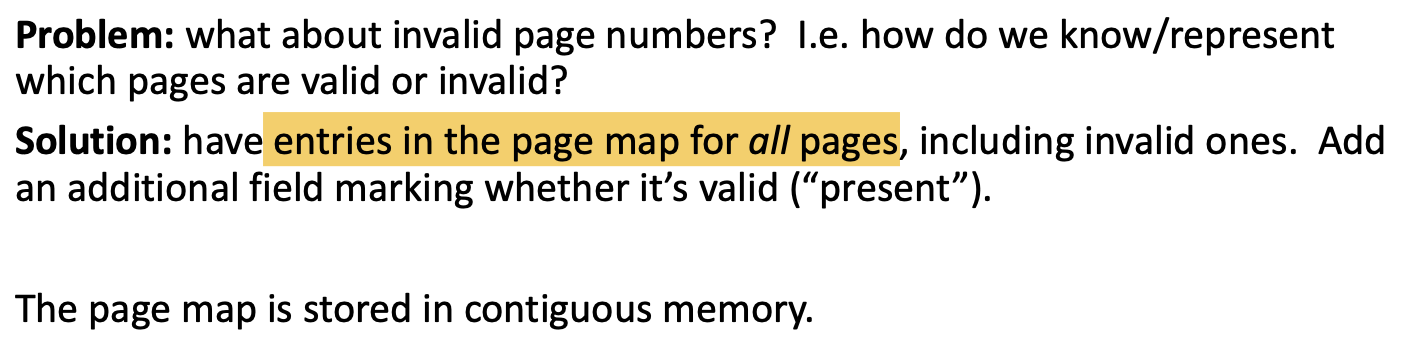 Problem: what about invalid page numbers?  I.e. how do we know/represent
which pages are valid or invalid?
Solution: have entries in the page map for all pages, including invalid ones.  Add
an additional field marking whether it’s valid (“present”).
The page map is stored in contiguous memory.